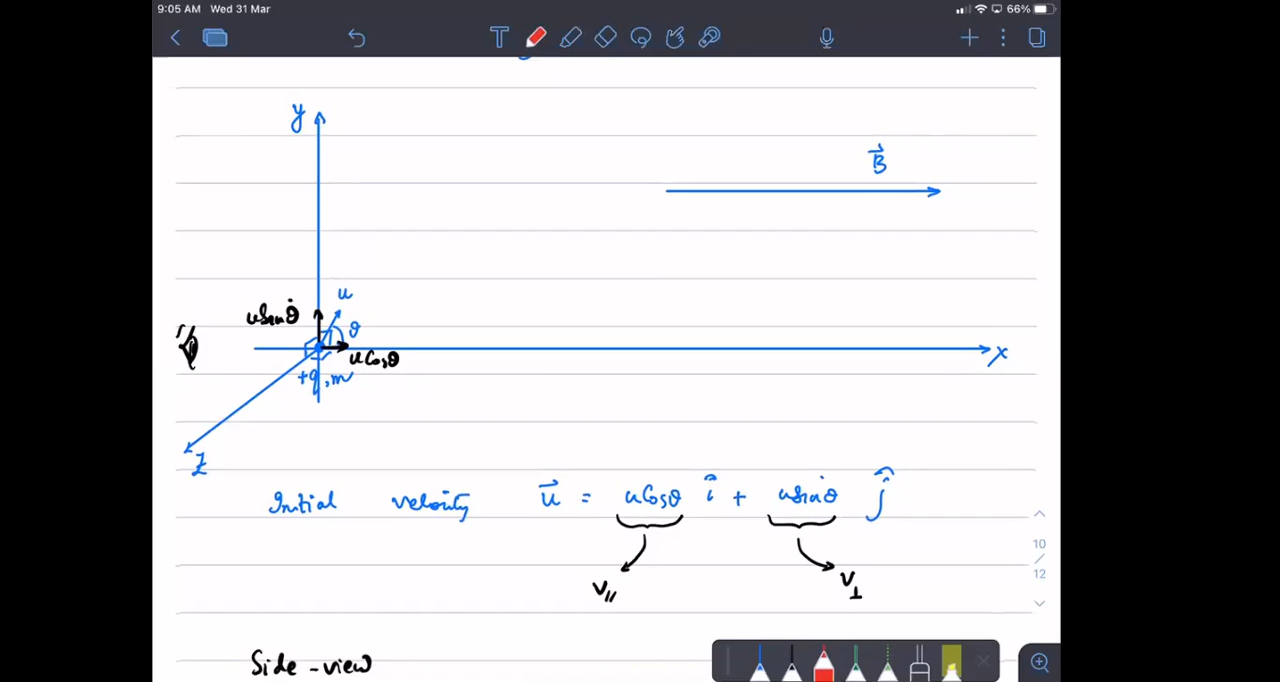 9:05 AM Wed 31 Mar
66%
T
y
B⃗
u
u sinθ
θ
u cosθ
x
+q, m
z
Initial velocity u⃗ = u cosθ î + u sinθ ĵ
10
/
12
V||
V⊥
Side-view